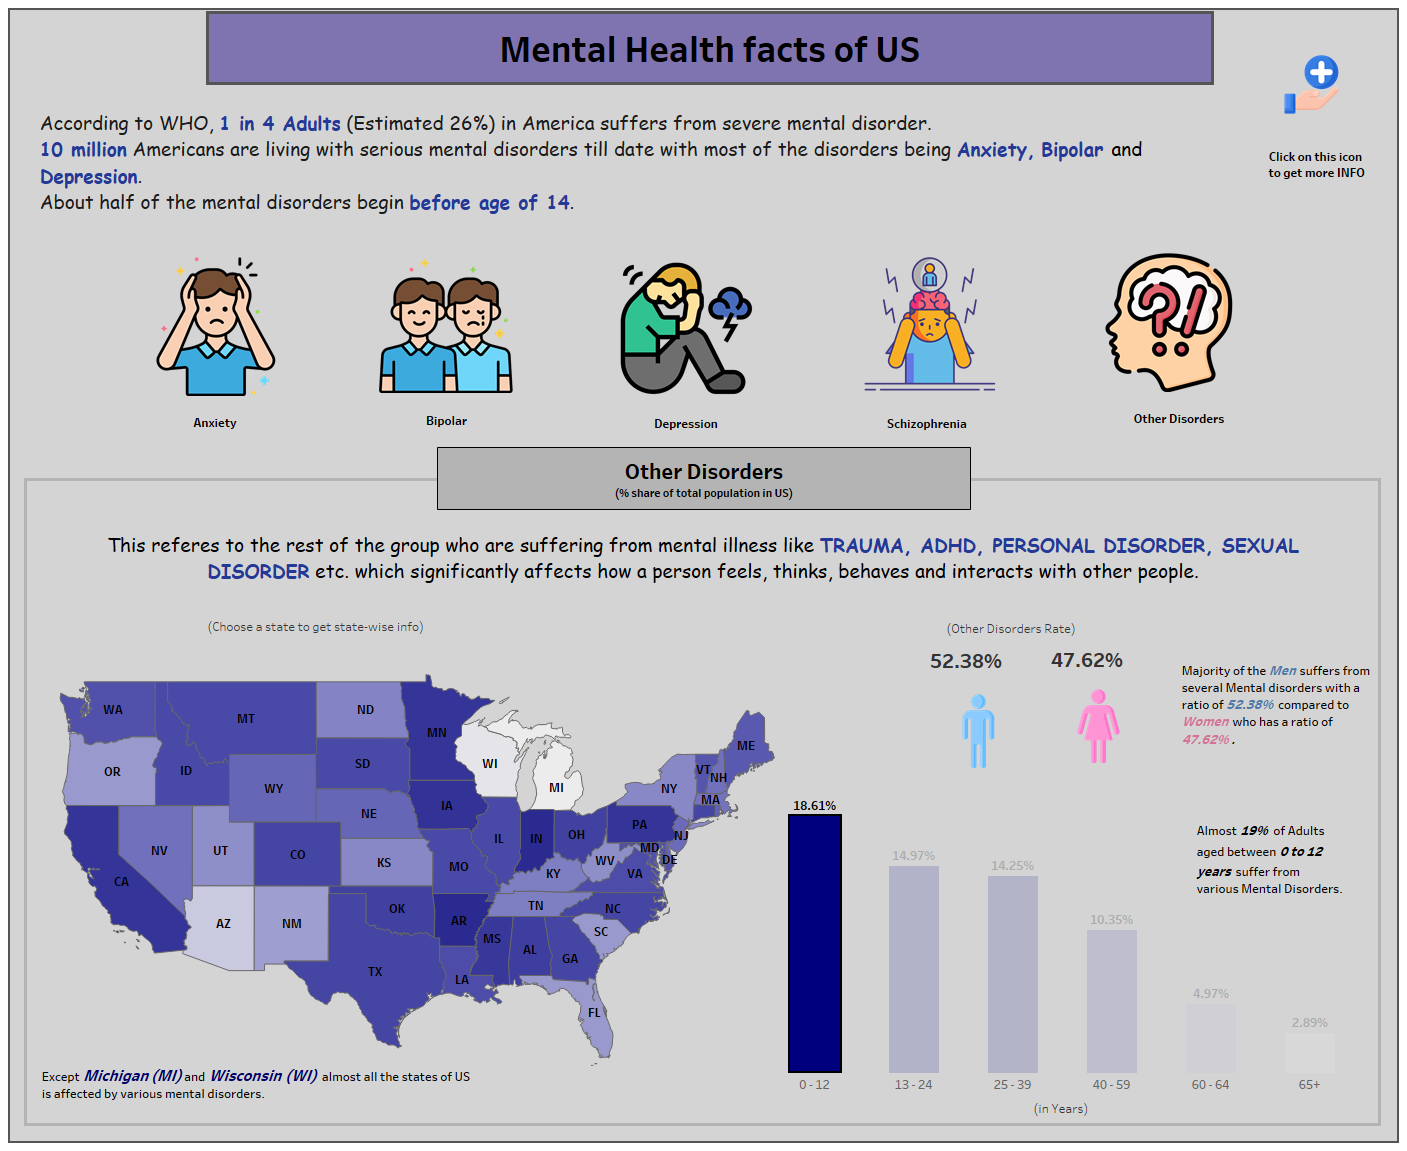 Mental Health facts of US
According to WHO, 1 in 4 Adults (Estimated 26%) in America suffers from severe mental disorder.
10 million Americans are living with serious mental disorders till date with most of the disorders being Anxiety, Bipolar and
Depression.
About half of the mental disorders begin before age of 14.
Click on this icon
to get more INFO
Anxiety
Bipolar
Depression
Schizophrenia
Other Disorders
Other Disorders
(% share of total population in US)
This referes to the rest of the group who are suffering from mental illness like TRAUMA, ADHD, PERSONAL DISORDER, SEXUAL
DISORDER etc. which significantly affects how a person feels, thinks, behaves and interacts with other people.
(Choose a state to get state-wise info)
WA
MT
ND
MN
OR
ID
SD
WI
MI
ME
VT
NH
WY
NY
MA
NE
IA
PA
NV
UT
CO
KS
MO
IL
IN
OH
NJ
MD
DE
WV
VA
KY
CA
AZ
NM
OK
AR
TN
NC
SC
MS
AL
GA
TX
LA
FL
Except Michigan (MI) and Wisconsin (WI) almost all the states of US
is affected by various mental disorders.
(Other Disorders Rate)
52.38%
47.62%
Majority of the Men suffers from
several Mental disorders with a
ratio of 52.38% compared to
Women who has a ratio of
47.62% .
18.61%
14.97%
14.25%
10.35%
4.97%
2.89%
0 - 12
13 - 24
25 - 39
40 - 59
60 - 64
65+
(in Years)
Almost 19% of Adults
aged between 0 to 12
years suffer from
various Mental Disorders.